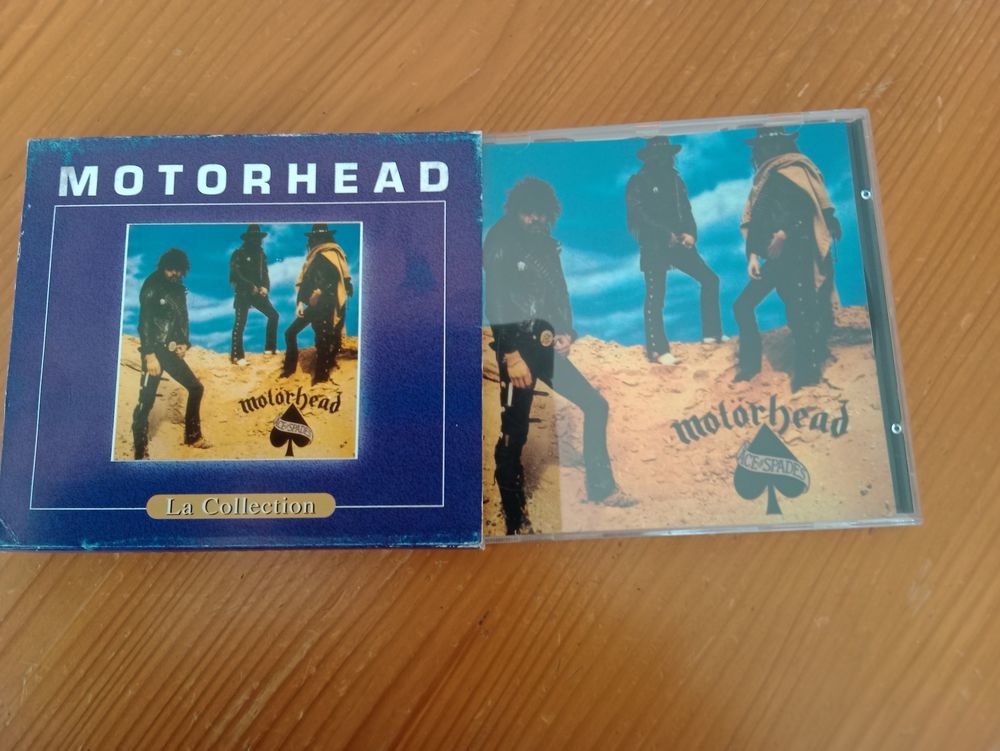 MOTORHEAD
motörhead
ACE OF SPADES
La Collection
motörhead
ACE OF SPADES